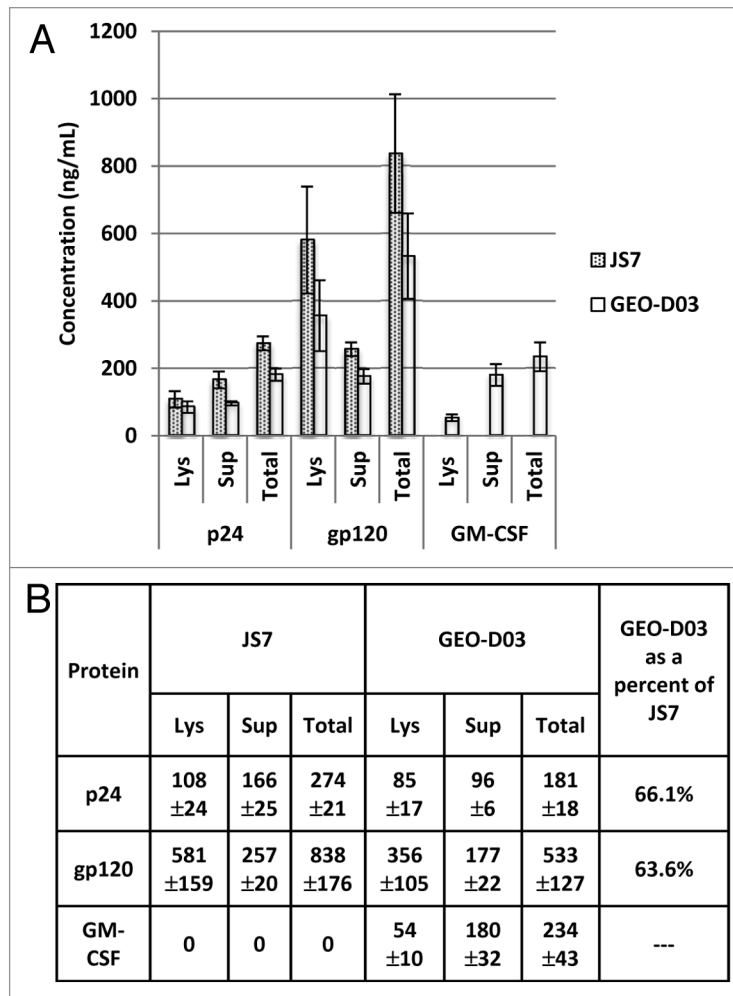 A
1200
1000
800
600
400
200
0
Concentration (ng/mL)
Lys Sup Total Lys Sup Total Lys Sup Total
p24 gp120 GM-CSF
JS7
GEO-D03
B
Protein JS7 GEO-D03 GEO-D03
as a
percent of
JS7
Lys Sup Total Lys Sup Total
p24 108 166 274 85 96 181 66.1%
±24 ±25 ±21 ±17 ±6 ±18
gp120 581 257 838 356 177 533 63.6%
±159 ±20 ±176 ±105 ±22 ±127
GM-
CSF 0 0 0 54 180 234 ---
±10 ±32 ±43